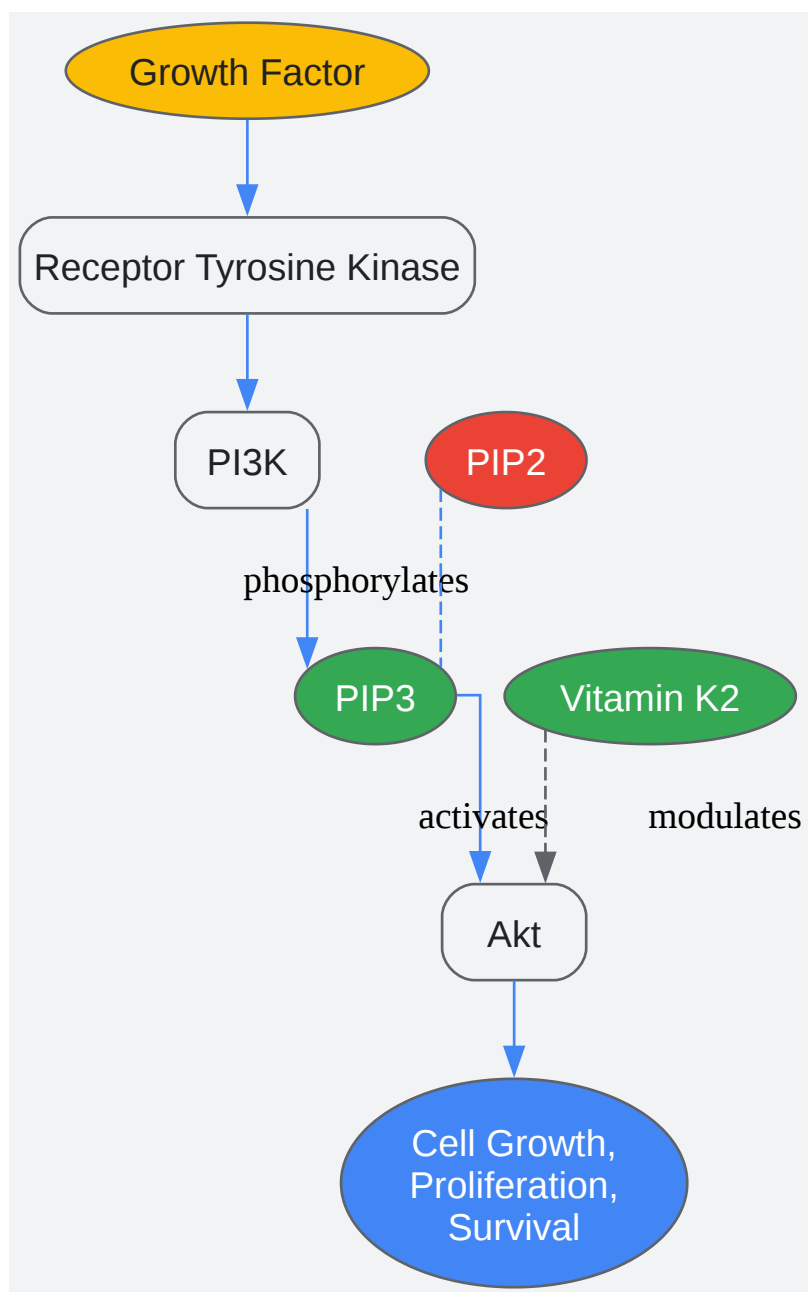 Growth Factor
Receptor Tyrosine Kinase
PI3K
PIP2
phosphorylates
PIP3
Vitamin K2
activates
modulates
Akt
Cell Growth,
Proliferation,
Survival